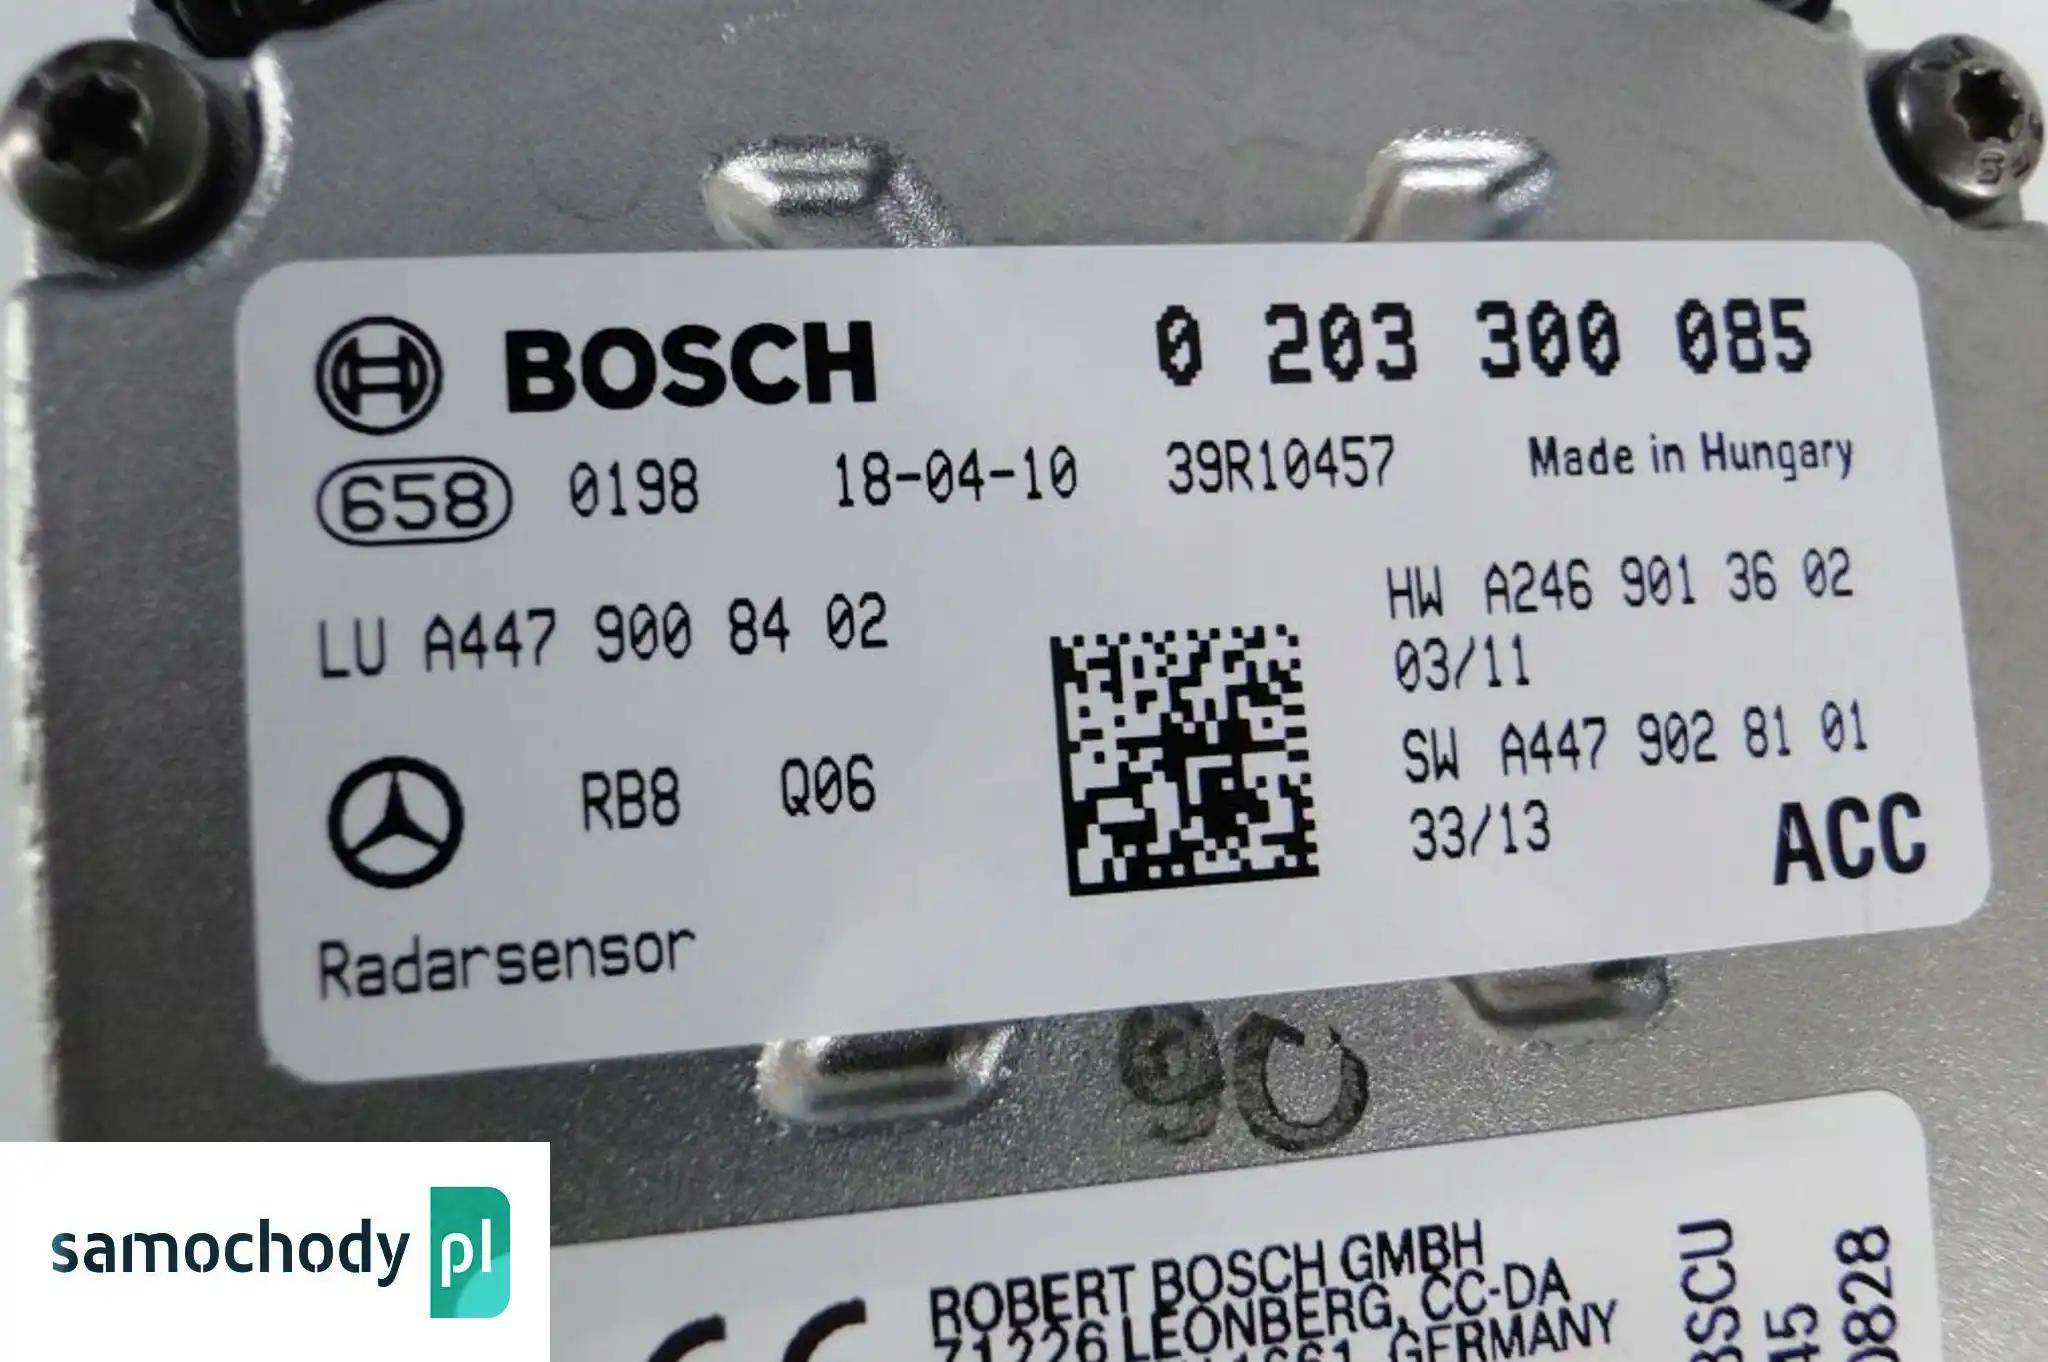 BOSCH 0 203 300 085
658 0198 18-04-10 39R10457 Made in Hungary
LU A447 900 84 02
HW A246 901 36 02
03/11
SW A447 902 81 01
33/13
RB8 Q06
ACC
Radarsensor
90
ROBERT BOSCH GMBH
71226 LEONBERG, CC-DA
1661, GERMANY
samochody pl